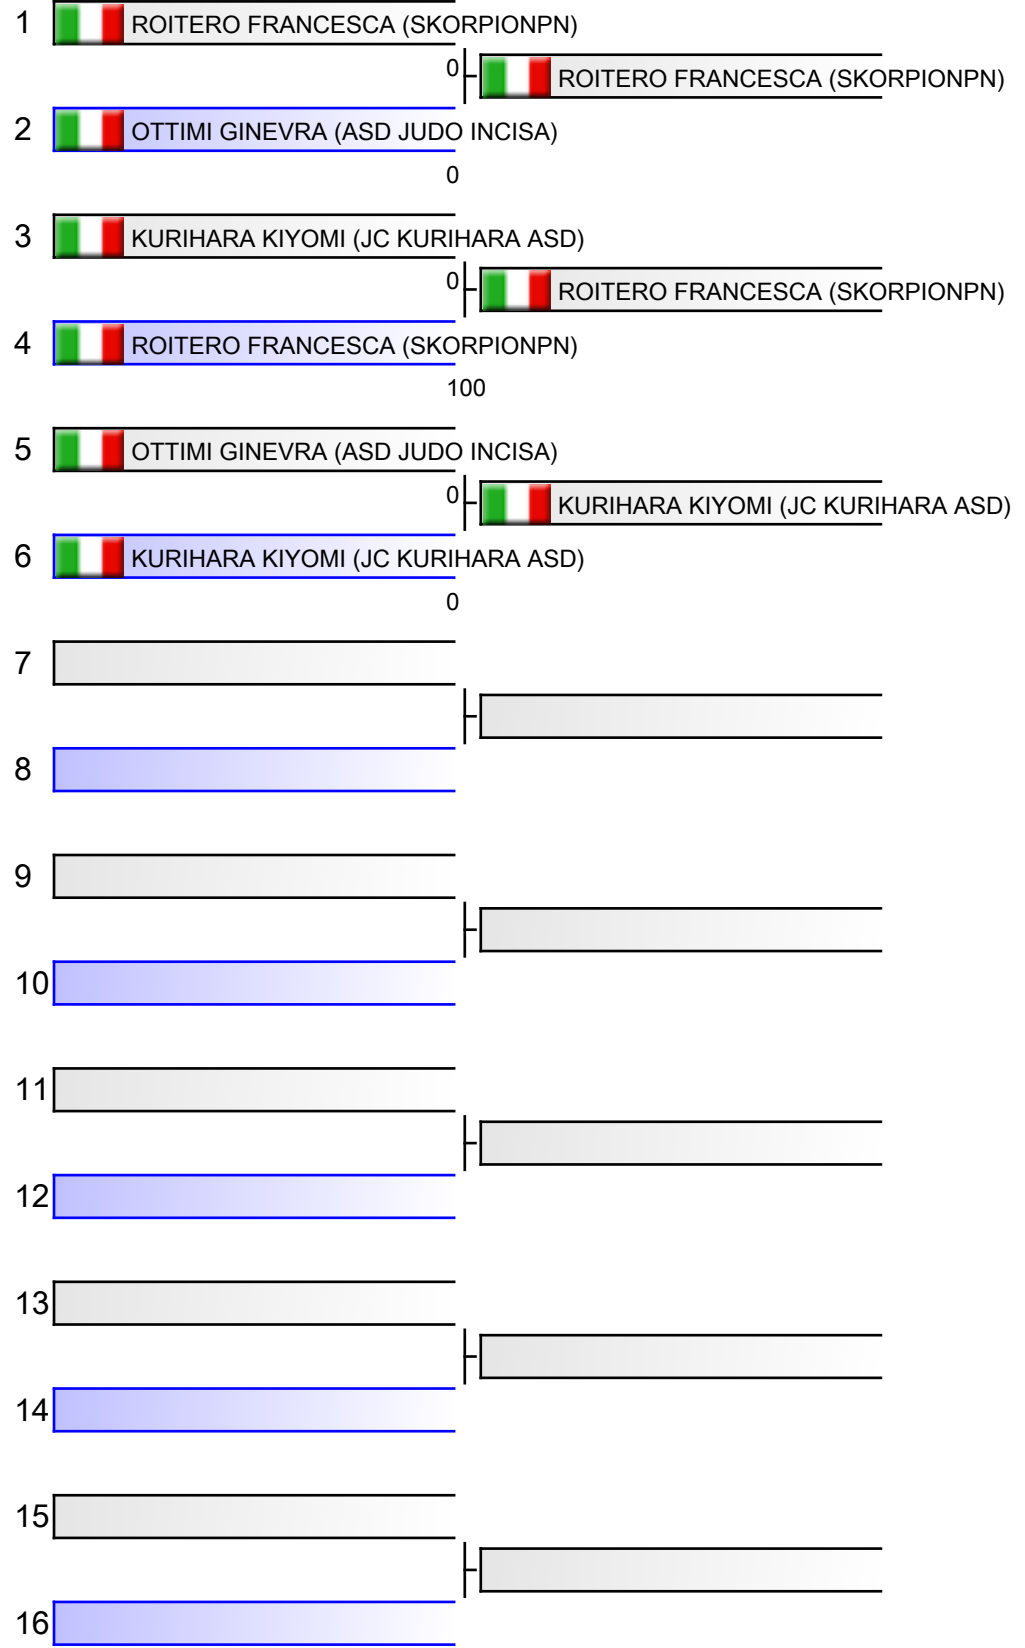 1 ROITERO FRANCESCA (SKORPIONPN)
0 ROITERO FRANCESCA (SKORPIONPN)
2 OTTIMI GINEVRA (ASD JUDO INCISA)
0
3 KURIHARA KIYOMI (JC KURIHARA ASD)
0 ROITERO FRANCESCA (SKORPIONPN)
4 ROITERO FRANCESCA (SKORPIONPN)
100
5 OTTIMI GINEVRA (ASD JUDO INCISA)
0 KURIHARA KIYOMI (JC KURIHARA ASD)
6 KURIHARA KIYOMI (JC KURIHARA ASD)
0
7
8
9
10
11
12
13
14
15
16